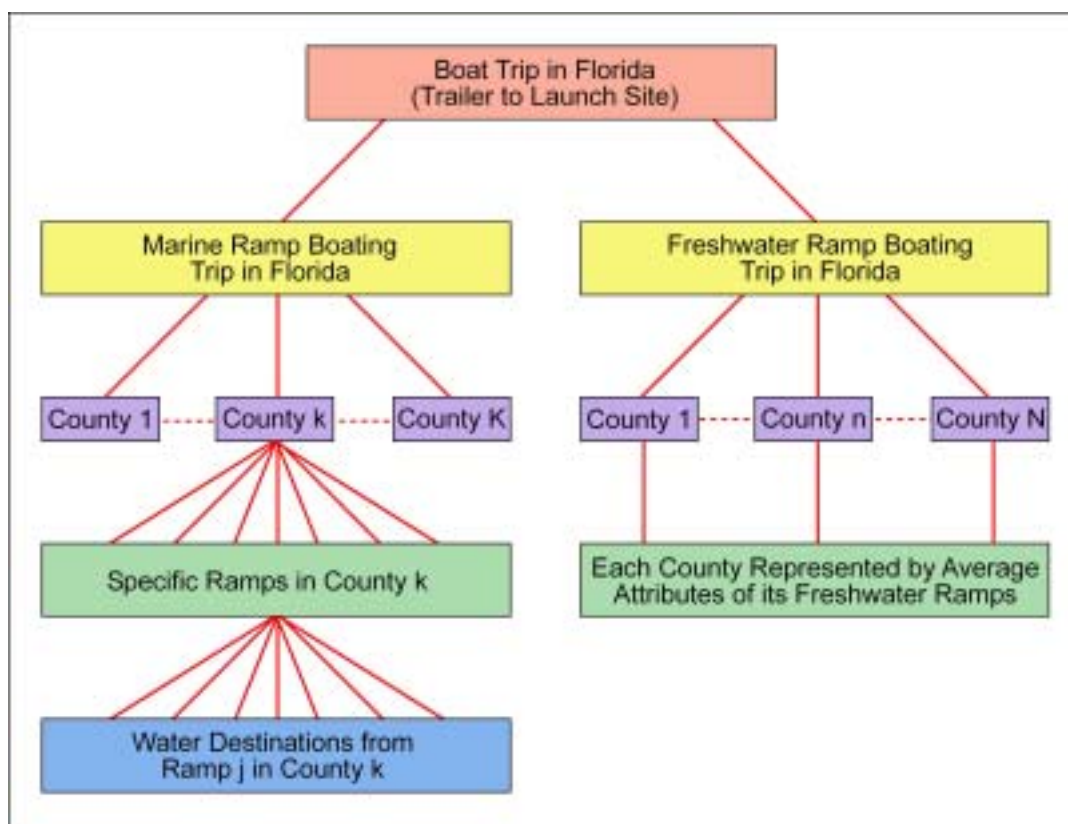 Boat Trip in Florida
(Trailer to Launch Site)
Marine Ramp Boating
Trip in Florida
Freshwater Ramp Boating
Trip in Florida
County 1
County k
County K
County 1
County n
County N
Specific Ramps in County k
Each County Represented by Average
Attributes of its Freshwater Ramps
Water Destinations from
Ramp j in County k